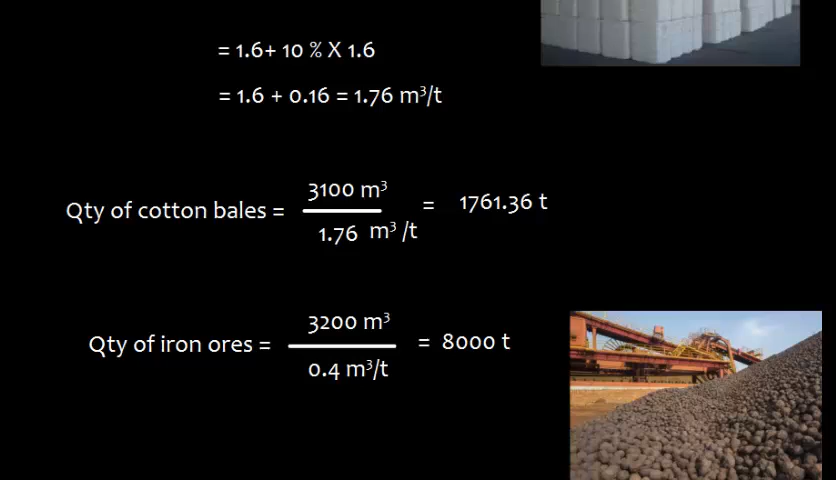 = 1.6+ 10 % X 1.6
= 1.6 + 0.16 = 1.76 m³/t
Qty of cotton bales = 3100 m³ / 1.76 m³ /t = 1761.36 t
Qty of iron ores = 3200 m³ / 0.4 m³/t = 8000 t